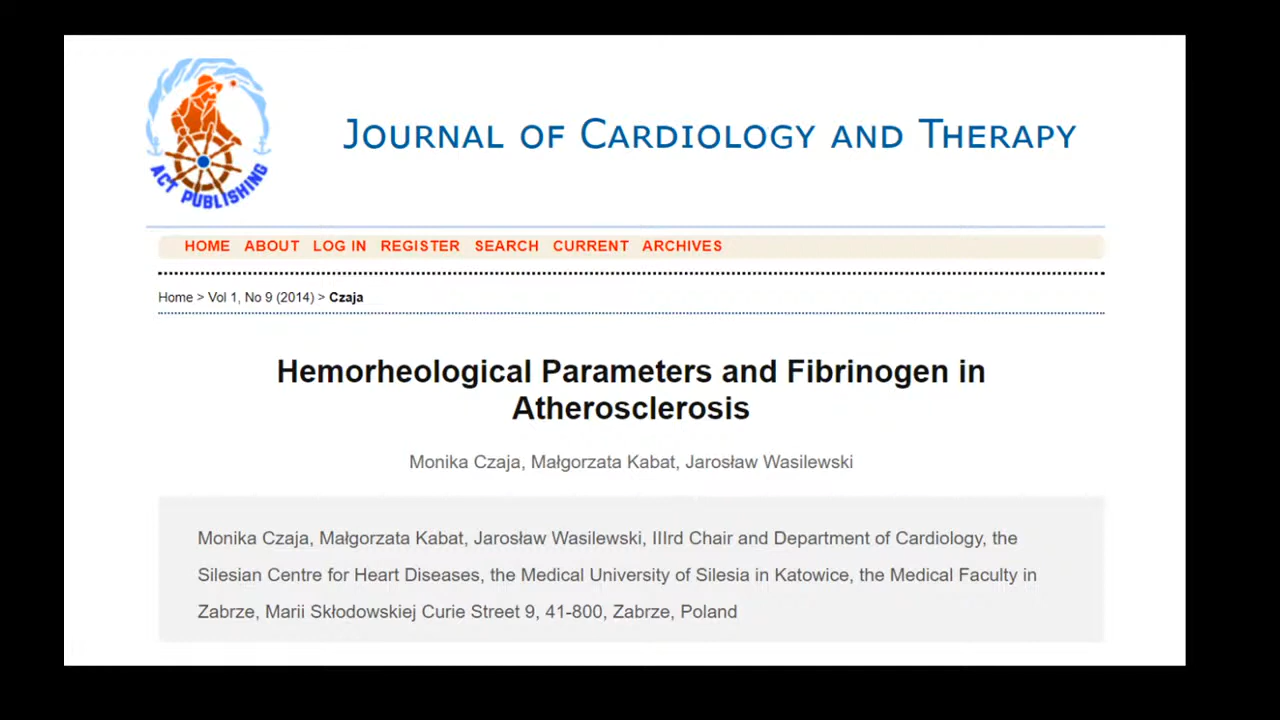 ACT PUBLISHING
JOURNAL OF CARDIOLOGY AND THERAPY
HOME ABOUT LOG IN REGISTER SEARCH CURRENT ARCHIVES
Home > Vol 1, No 9 (2014) > Czaja
Hemorheological Parameters and Fibrinogen in
Atherosclerosis
Monika Czaja, Małgorzata Kabat, Jarosław Wasilewski
Monika Czaja, Małgorzata Kabat, Jarosław Wasilewski, IIIrd Chair and Department of Cardiology, the
Silesian Centre for Heart Diseases, the Medical University of Silesia in Katowice, the Medical Faculty in
Zabrze, Marii Skłodowskiej Curie Street 9, 41-800, Zabrze, Poland